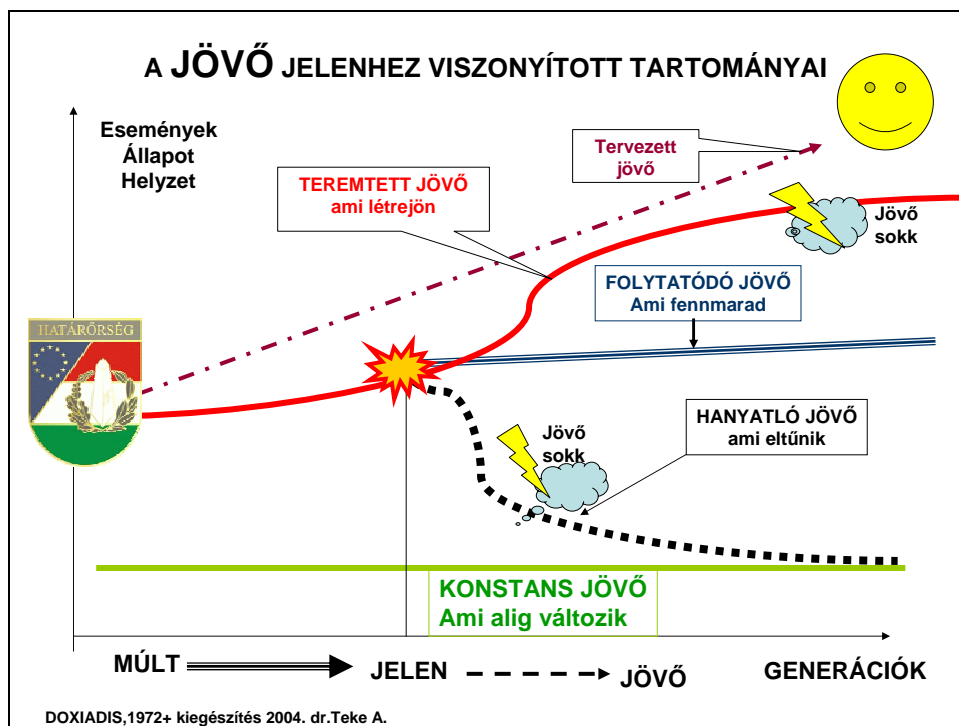 A JÖVŐ JELENHEZ VISZONYÍTOTT TARTOMÁNYAI
Események
Állapot
Helyzet
Tervezett
jövő
TEREMTETT JÖVŐ
ami létrejön
Jövő
sokk
FOLYTATÓDÓ JÖVŐ
Ami fennmarad
HATÁRŐRSÉG
HANYATLÓ JÖVŐ
ami eltűnik
Jövő
sokk
KONSTANS JÖVŐ
Ami alig változik
MÚLT
JELEN
JÖVŐ
GENERÁCIÓK
DOXIADIS,1972+ kiegészítés 2004. dr.Teke A.